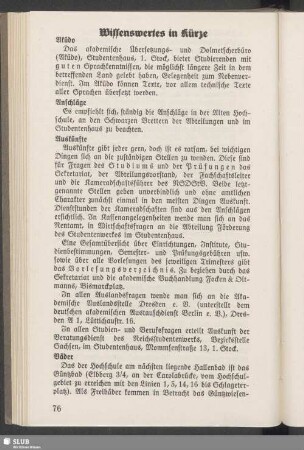 Wissenswertes in Kürze
Aküdo
Das akademische Übersetzungs- und Dolmetscherbüro
(Aküdo), Studentenhaus, 1. Stock, bietet Studierenden mit
guten Sprachkenntnissen, die möglichst längere Zeit in dem
betreffenden Land gelebt haben, Gelegenheit zum Nebenver-
dienst. Im Aküdo können Texte, vor allem technische Texte
aller Sprachen übersetzt werden.
Anschläge
Es empfiehlt sich, ständig die Anschläge in der Alten Hoch-
schule, an den Schwarzen Brettern der Abteilungen und im
Studentenhaus zu beachten.
Auskünfte
Auskünfte gibt jeder gern, doch ist es ratsam, bei wichtigen
Dingen sich an die zuständigen Stellen zu wenden. Diese sind
für Fragen des Studiums und der Prüfungen das
Sekretariat, der Abteilungsvorstand, der Fachschaftsleiter
und die Kameradschaftsführer des NSDStB. Beide letzt-
genannte Stellen geben unverbindlich und ohne amtlichen
Charakter zunächst einmal in den meisten Dingen Auskunft.
Dienststunden der Kameradschaften sind aus den Anschlägen
ersichtlich. In Kassenangelegenheiten wende man sich an das
Rentamt, in Wirtschaftsfragen an die Abteilung Förderung
des Studentenwerkes im Studentenhaus.
Eine Gesamtübersicht über Einrichtungen, Institute, Stu-
dienbestimmungen, Semester- und Prüfungsgebühren usw.
sowie über alle Vorlesungen des jeweiligen Trimesters gibt
das Vorlesungsverzeichnis. Zu beziehen durch das
Sekretariat und die akademische Buchhandlung Focken & Olt-
manns, Bismarckplatz.
In allen Auslandsfragen wende man sich an die Aka-
demische Auslandsstelle Dresden e. V. (unterstellt dem
deutschen akademischen Austauschdienst Berlin e. V.), Dres-
den A 1, Lüttichaustr. 16.
In allen Studien- und Berufsfragen erteilt Auskunft der
Beratungsdienst des Reichsstudentenwerks, Bezirksstelle
Sachsen, im Studentenhaus, Mommsenstraße 13, 1. Stock.
Bäder
Das der Hochschule am nächsten liegende Hallenbad ist das
Güntzbad (Elbberg 3/4, an der Carolabrücke, vom Hochschul-
gebiet zu erreichen mit den Linien 1, 5, 14, 16 bis Schlageter-
platz). Als Freibäder kommen in Betracht das Güntzwiesen-
76
SLUB
Wir führen Wissen.